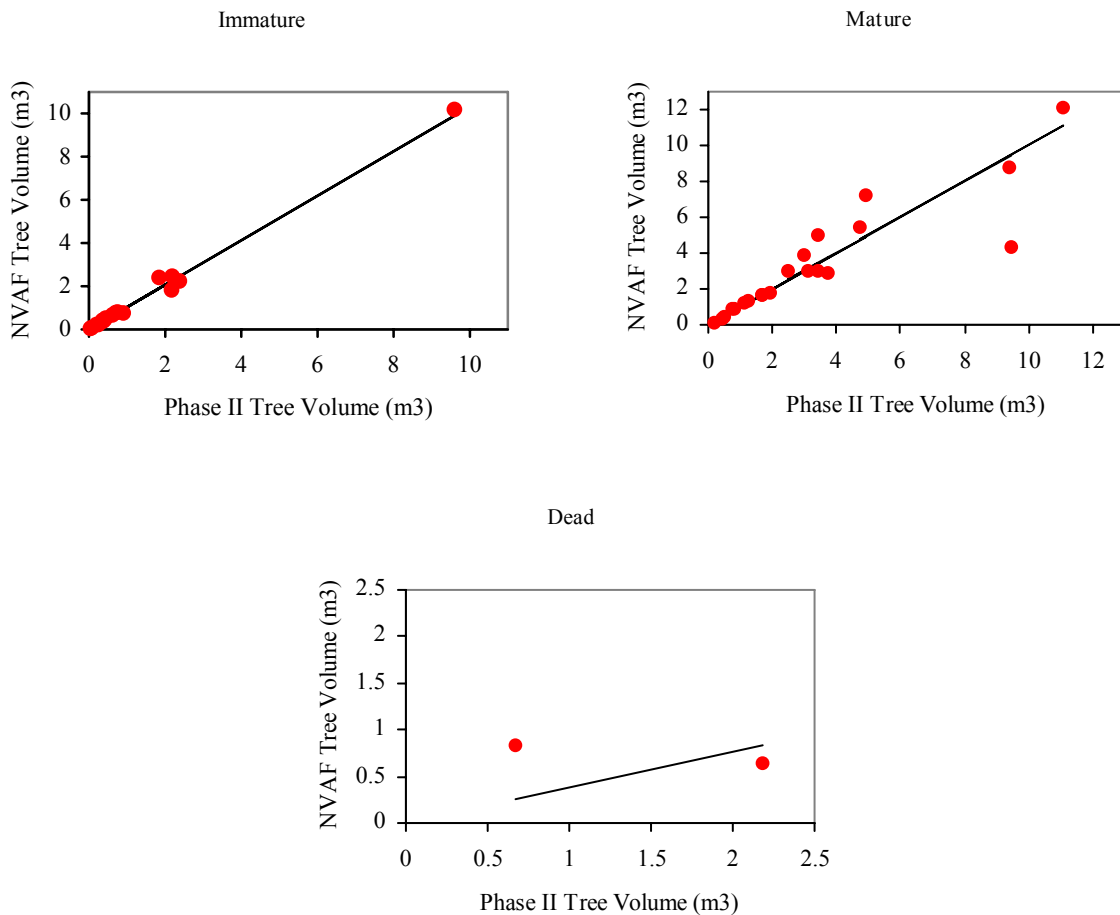 Immature
NVAF Tree Volume (m3)
10
8
6
4
2
0
0 2 4 6 8 10
Phase II Tree Volume (m3)
Mature
NVAF Tree Volume (m3)
12
10
8
6
4
2
0
0 2 4 6 8 10 12
Phase II Tree Volume (m3)
Dead
NVAF Tree Volume (m3)
2.5
2
1.5
1
0.5
0
0 0.5 1 1.5 2 2.5
Phase II Tree Volume (m3)